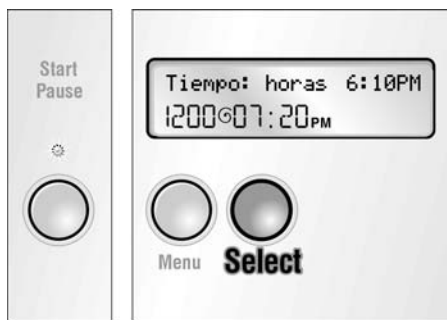 Start
Pause
Tiempo: horas 6:10PM
1200 07:20PM
Menu
Select